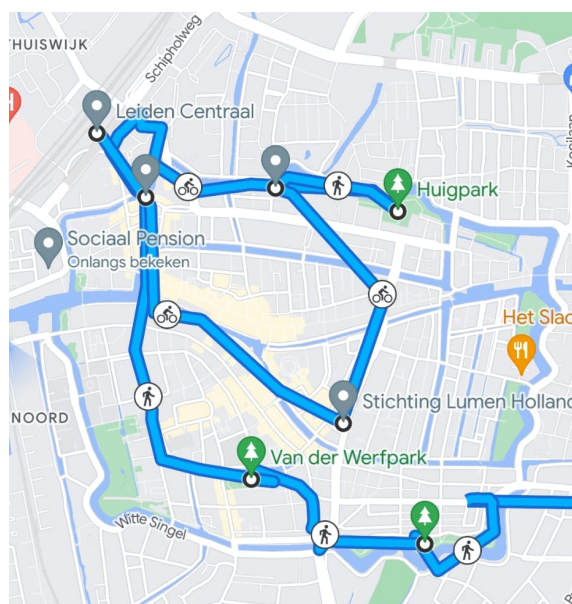 THUISWIJK
Schipholweg
Leiden Centraal
Kooilaan
H
Huigpark
Sociaal Pension
Onlangs bekeken
Het Slac
Stichting Lumen Holland
NOORD
Van der Werfpark
Witte Singel